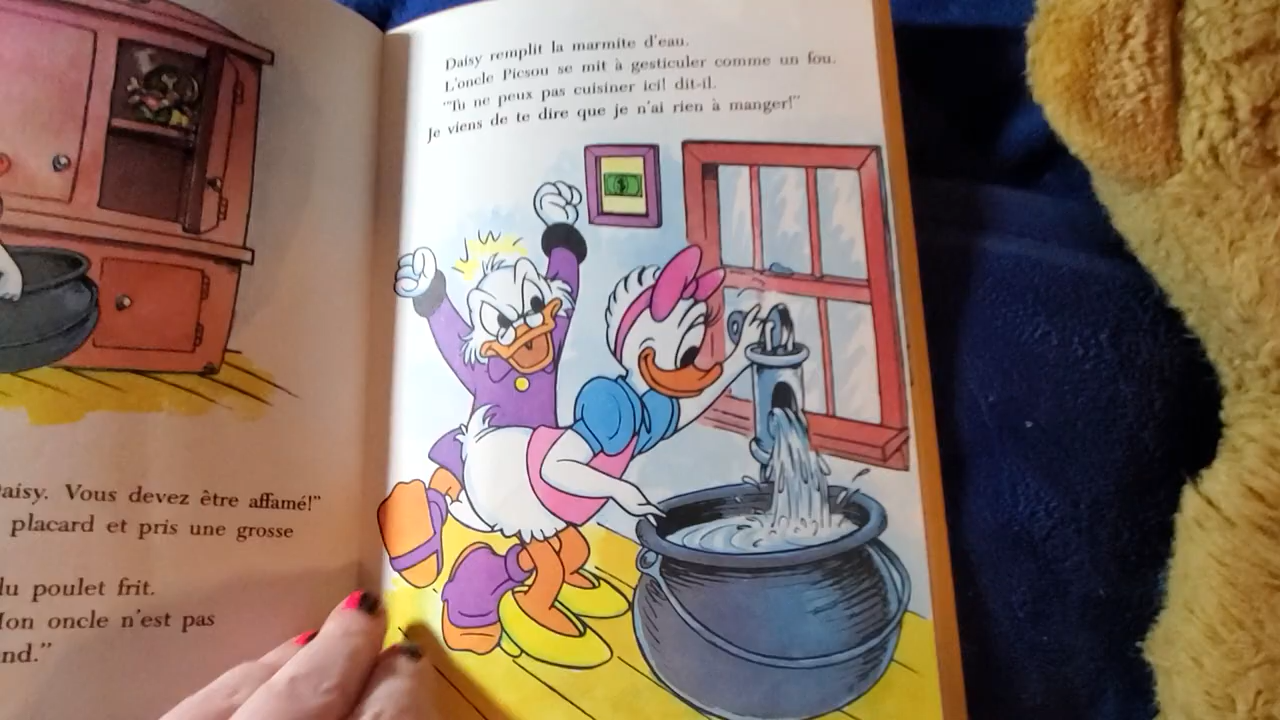 Daisy. Vous devez être affamé!"
placard et pris une grosse
du poulet frit.
Mon oncle n'est pas
nd."
Daisy remplit la marmite d'eau.
L'oncle Picsou se mit à gesticuler comme un fou.
"Tu ne peux pas cuisiner ici! dit-il.
Je viens de te dire que je n'ai rien à manger!"